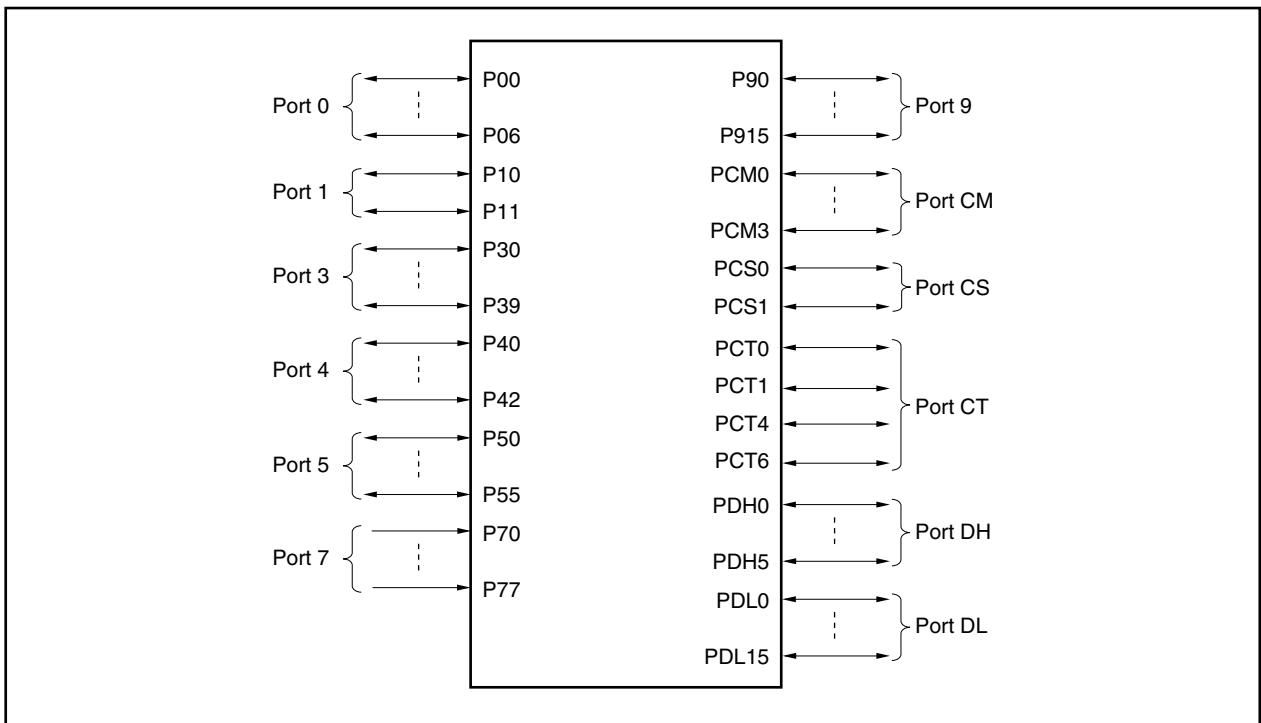 Port 0
P00
P06
Port 1
P10
P11
Port 3
P30
P39
Port 4
P40
P42
Port 5
P50
P55
Port 7
P70
P77
P90
P915
Port 9
PCM0
PCM3
Port CM
PCS0
PCS1
Port CS
PCT0
PCT1
PCT4
PCT6
Port CT
PDH0
PDH5
Port DH
PDL0
PDL15
Port DL